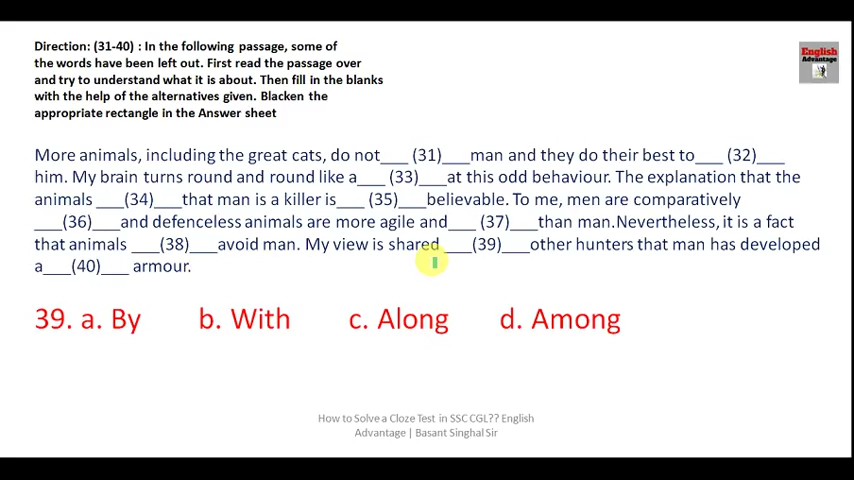 Direction: (31-40) : In the following passage, some of
the words have been left out. First read the passage over
and try to understand what it is about. Then fill in the blanks
with the help of the alternatives given. Blacken the
appropriate rectangle in the Answer sheet
English
Advantage
More animals, including the great cats, do not___ (31)___man and they do their best to___ (32)___
him. My brain turns round and round like a___ (33)___at this odd behaviour. The explanation that the
animals ___(34)___that man is a killer is___ (35)___believable. To me, men are comparatively
___(36)___and defenceless animals are more agile and___ (37)___than man.Nevertheless, it is a fact
that animals ___(38)___avoid man. My view is shared ___(39)___other hunters that man has developed
a___(40)___ armour.
39. a. By b. With c. Along d. Among
How to Solve a Cloze Test in SSC CGL?? English
Advantage | Basant Singhal Sir